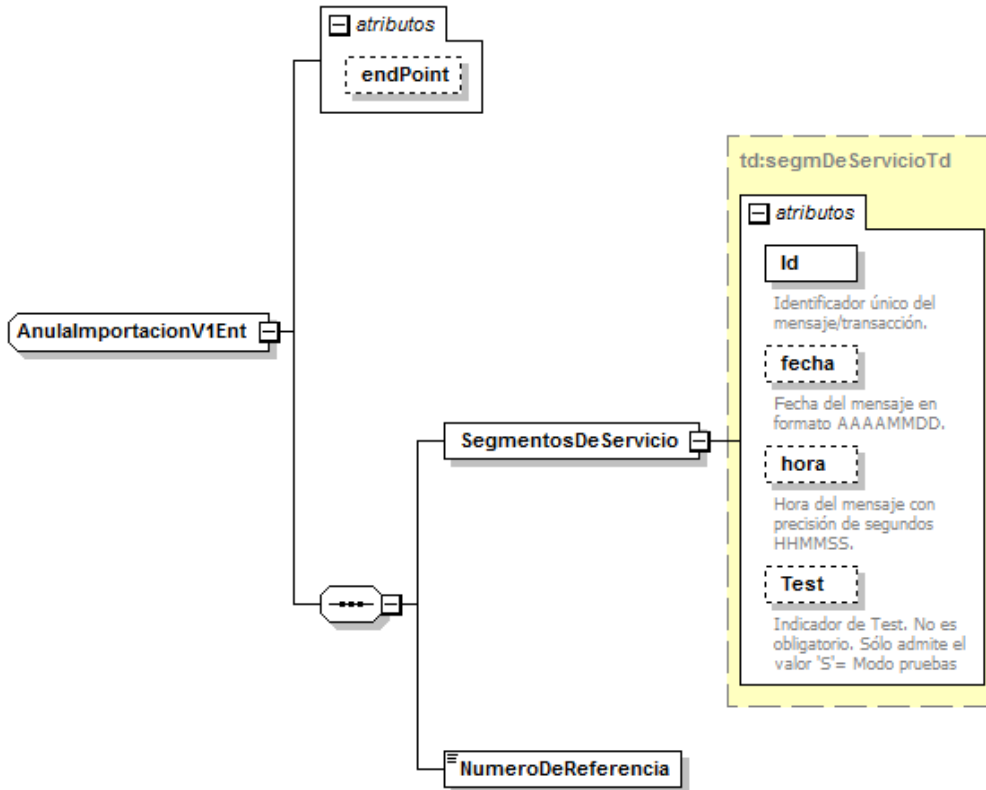 atributos
endPoint
AnulaImportacionV1Ent
td:segmDeServicioTd
atributos
Id
Identificador único del
mensaje/transacción.
fecha
Fecha del mensaje en
formato AAAAMMDD.
SegmentosDeServicio
hora
Hora del mensaje con
precisión de segundos
HHMMSS.
Test
Indicador de Test. No es
obligatorio. Sólo admite el
valor 'S'= Modo pruebas
NumeroDeReferencia